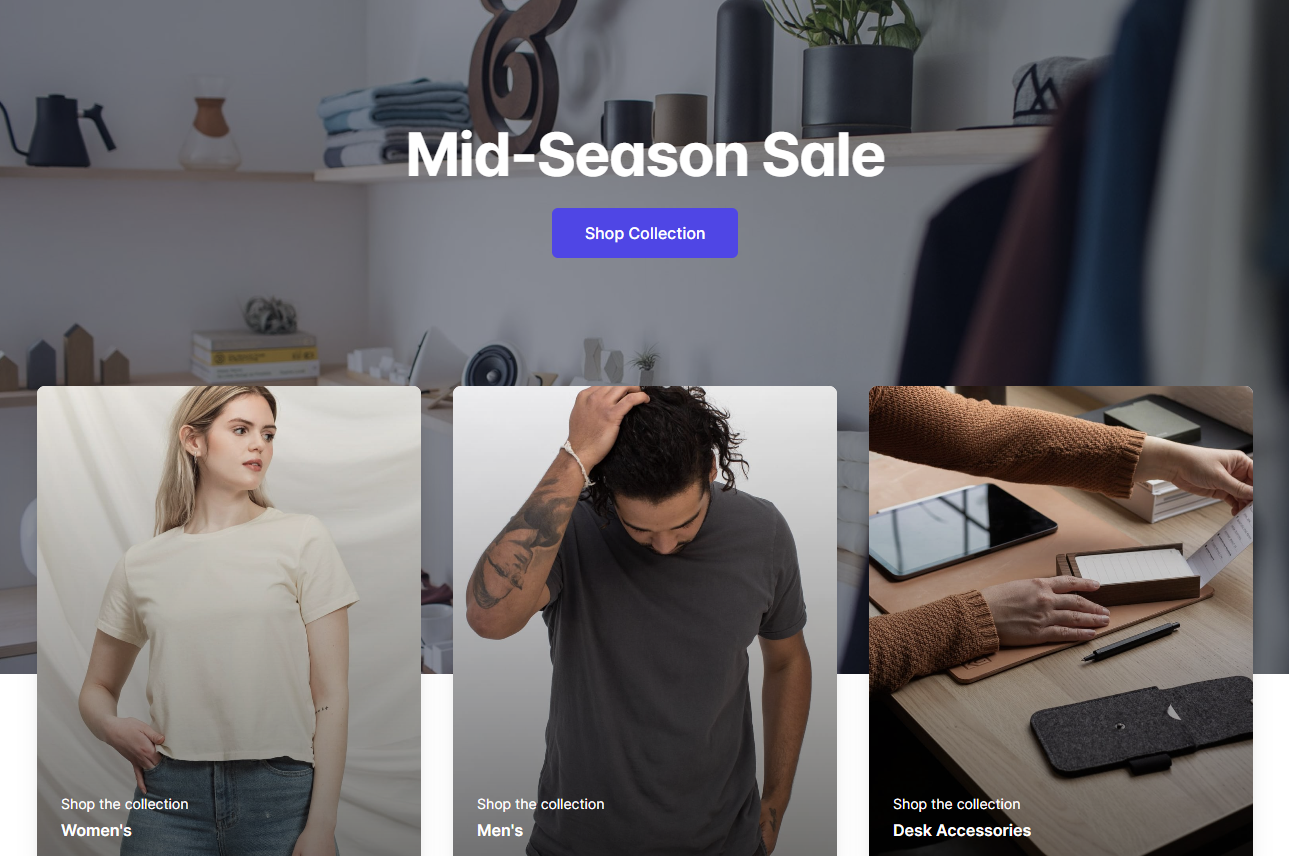 Mid-Season Sale
Shop Collection
Shop the collection
Women's
Shop the collection
Men's
Shop the collection
Desk Accessories